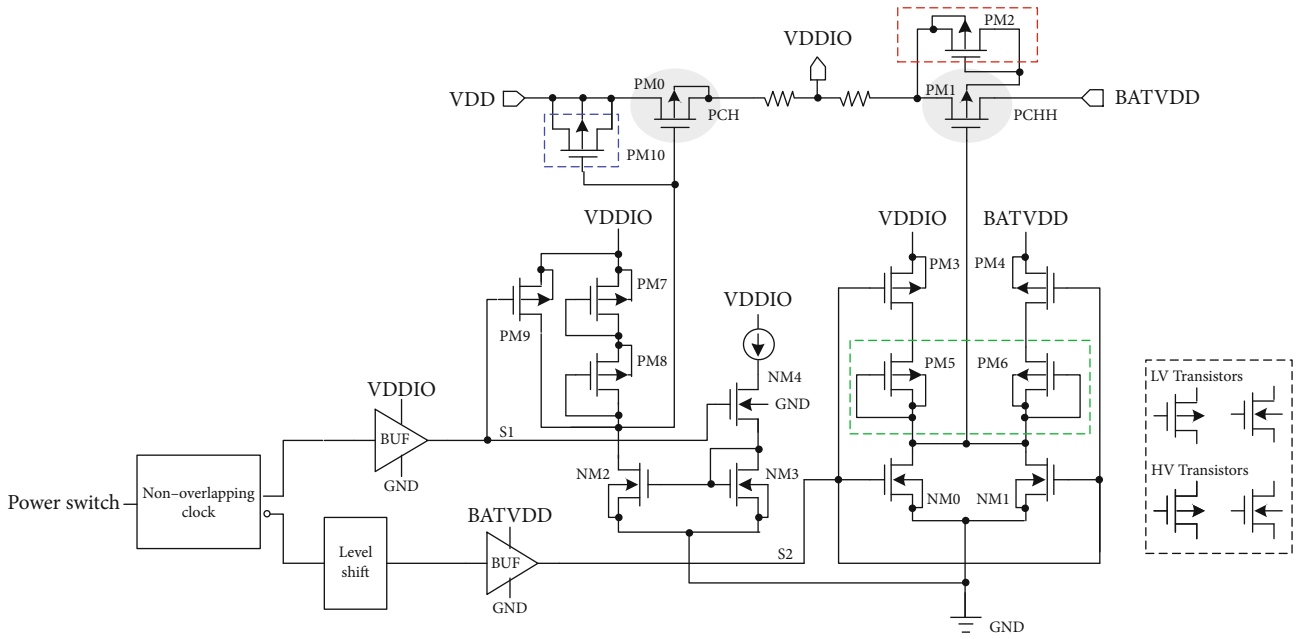 PM2
VDDIO
PM0
PM1
VDD
BATVDD
PCH
PCHH
PM10
VDDIO
VDDIO
BATVDD
PM7
PM3
PM4
VDDIO
PM9
PM8
PM5
PM6
NM4
LV Transistors
VDDIO
GND
BUF
S1
GND
HV Transistors
NM2
NM3
Power switch
Non-overlapping
clock
NM0
NM1
BATVDD
Level
shift
BUF
S2
GND
GND